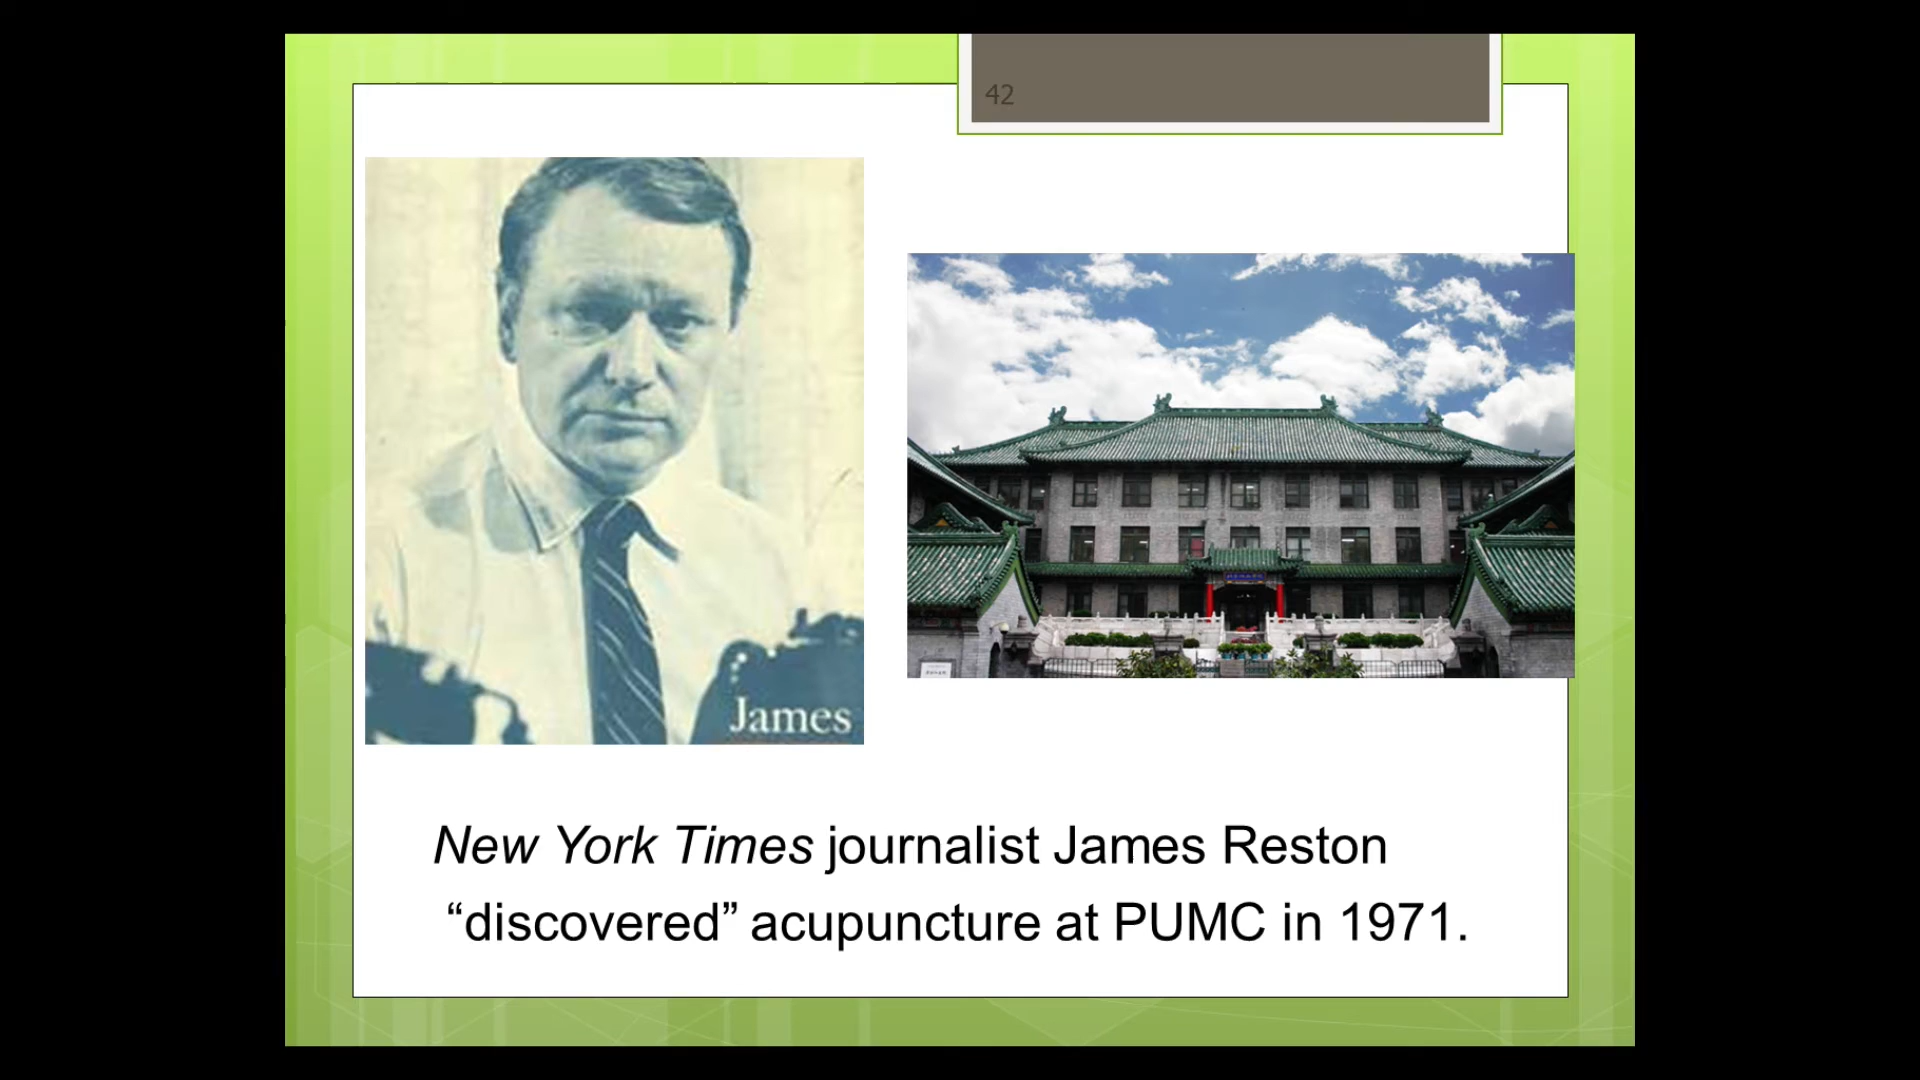 42
James
New York Times journalist James Reston
“discovered” acupuncture at PUMC in 1971.